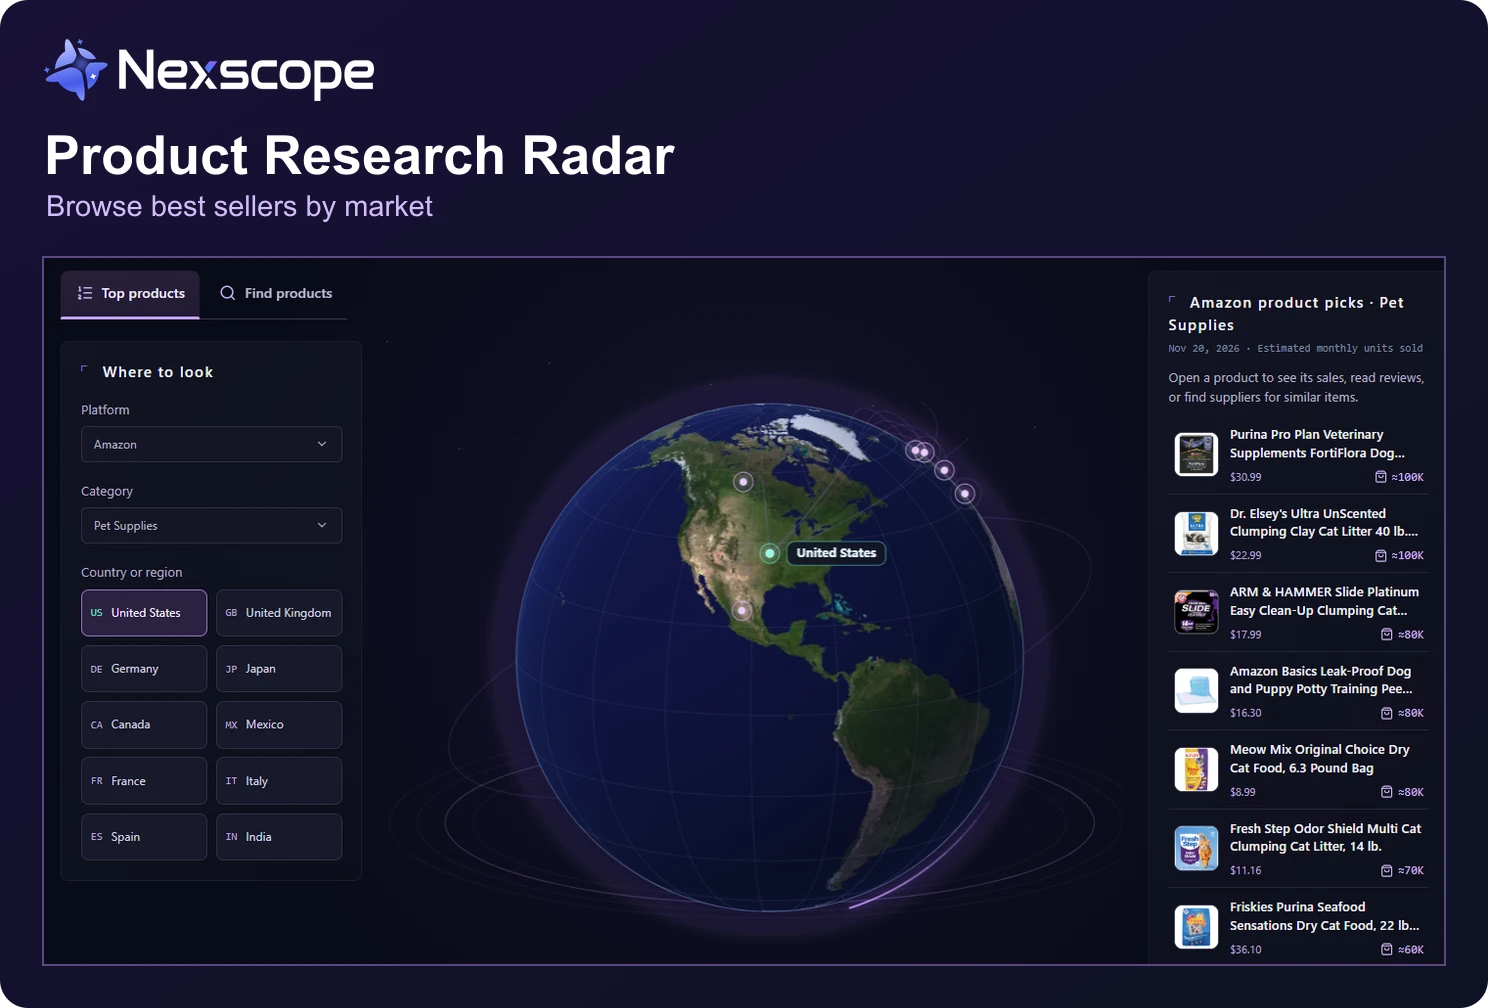 Nexscope
Product Research Radar
Browse best sellers by market
Top products
Find products
Where to look
Platform
Amazon
Category
Pet Supplies
Country or region
US United States
GB United Kingdom
DE Germany
JP Japan
CA Canada
MX Mexico
FR France
IT Italy
ES Spain
IN India
United States
Amazon product picks · Pet
Supplies
Nov 20, 2026 · Estimated monthly units sold
Open a product to see its sales, read reviews,
or find suppliers for similar items.
Purina Pro Plan Veterinary
Supplements FortiFlora Dog...
$30.99 ≈100K
Dr. Elsey's Ultra UnScented
Clumping Clay Cat Litter 40 lb....
$22.99 ≈100K
ARM & HAMMER Slide Platinum
Easy Clean-Up Clumping Cat...
SLIDE
$17.99 ≈80K
Amazon Basics Leak-Proof Dog
and Puppy Potty Training Pee...
$16.30 ≈80K
Meow Mix Original Choice Dry
Cat Food, 6.3 Pound Bag
$8.99 ≈80K
Fresh Step Odor Shield Multi Cat
Clumping Cat Litter, 14 lb.
Fresh
Step
$11.16 ≈70K
Friskies Purina Seafood
Sensations Dry Cat Food, 22 lb...
$36.10 ≈60K